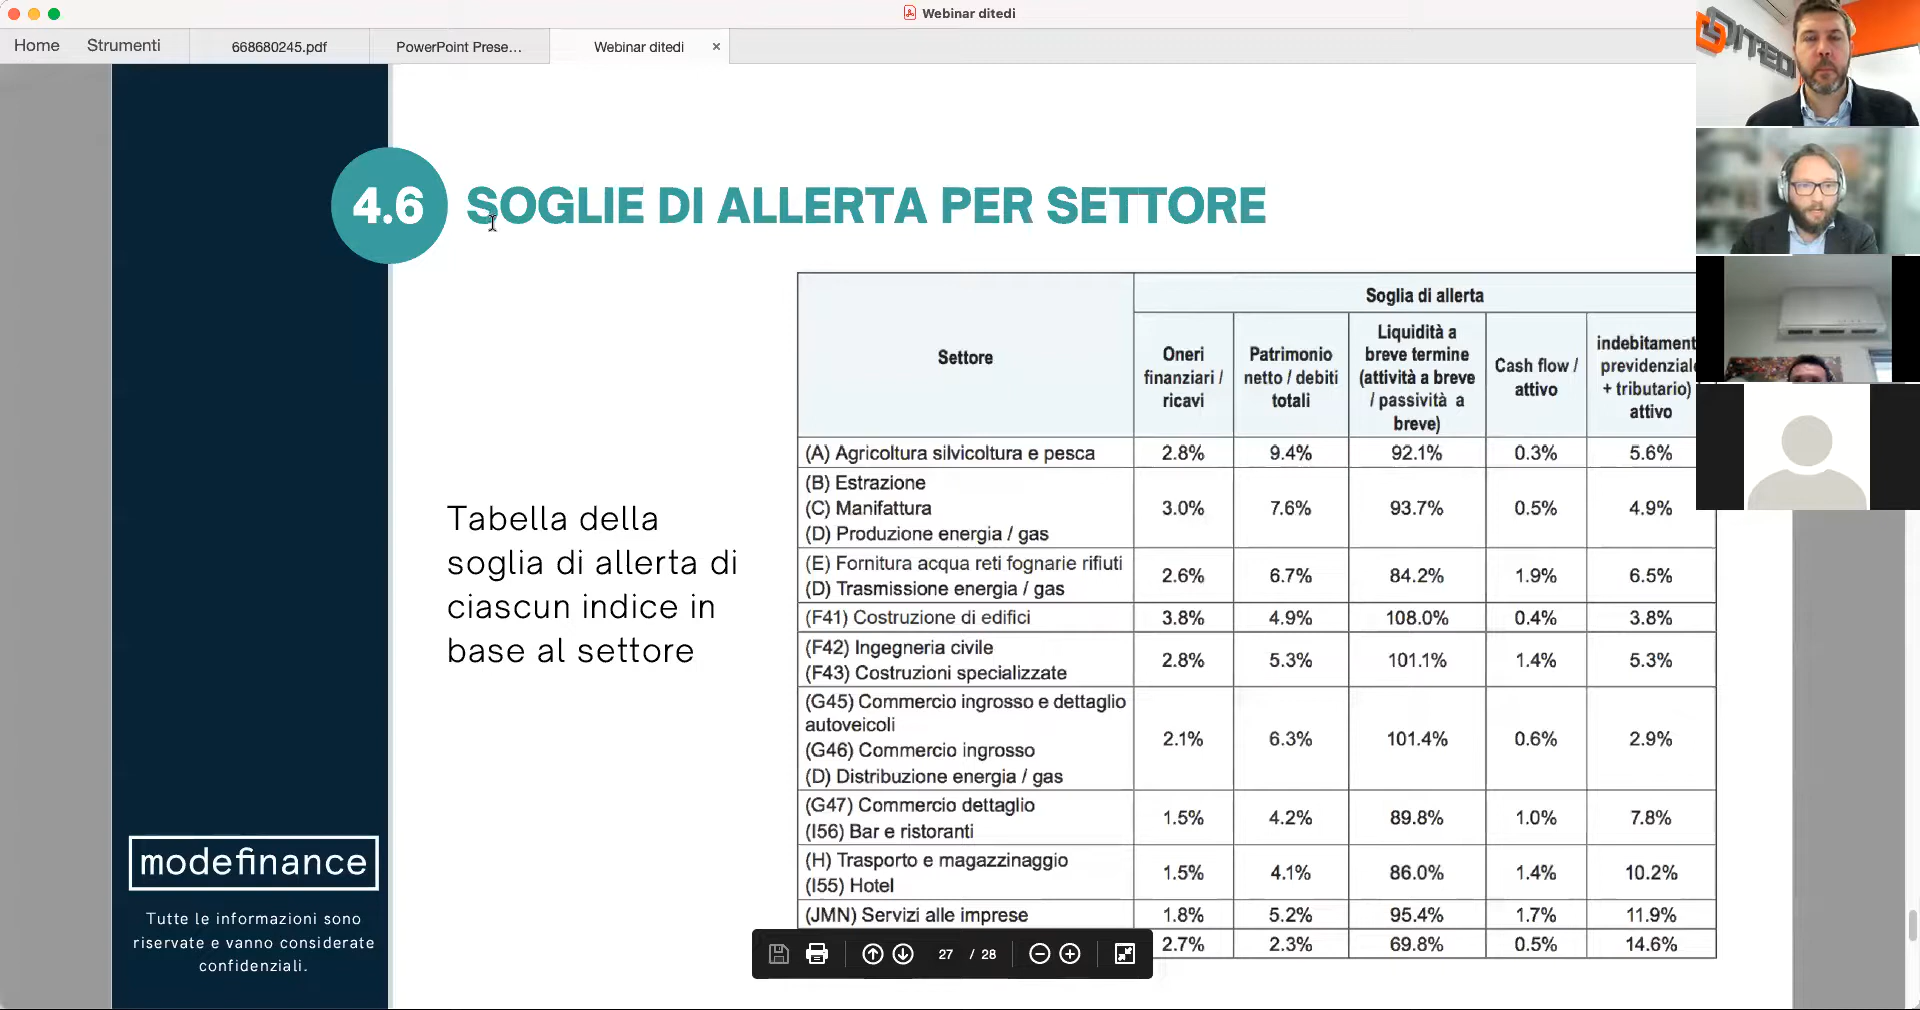 Webinar ditedi
Home
Strumenti
668680245.pdf
PowerPoint Prese...
Webinar ditedi
×
DITEDI
4.6
SOGLIE DI ALLERTA PER SETTORE
Tabella della
soglia di allerta di
ciascun indice in
base al settore
Settore
Soglia di allerta
Oneri
finanziari /
ricavi
Patrimonio
netto / debiti
totali
Liquidità a
breve termine
(attività a breve
/ passività a
breve)
Cash flow /
attivo
indebitament
previdenziale
+ tributario)
attivo
(A) Agricoltura silvicoltura e pesca 2.8% 9.4% 92.1% 0.3% 5.6%
(B) Estrazione
(C) Manifattura 3.0% 7.6% 93.7% 0.5% 4.9%
(D) Produzione energia / gas
(E) Fornitura acqua reti fognarie rifiuti
(D) Trasmissione energia / gas
2.6% 6.7% 84.2% 1.9% 6.5%
(F41) Costruzione di edifici 3.8% 4.9% 108.0% 0.4% 3.8%
(F42) Ingegneria civile
(F43) Costruzioni specializzate
2.8% 5.3% 101.1% 1.4% 5.3%
(G45) Commercio ingrosso e dettaglio
autoveicoli
(G46) Commercio ingrosso
(D) Distribuzione energia / gas
2.1% 6.3% 101.4% 0.6% 2.9%
(G47) Commercio dettaglio
(I56) Bar e ristoranti
1.5% 4.2% 89.8% 1.0% 7.8%
(H) Trasporto e magazzinaggio
(I55) Hotel
1.5% 4.1% 86.0% 1.4% 10.2%
(JMN) Servizi alle imprese 1.8% 5.2% 95.4% 1.7% 11.9%
2.7% 2.3% 69.8% 0.5% 14.6%
27 / 28
modefinance
Tutte le informazioni sono
riservate e vanno considerate
confidenziali.